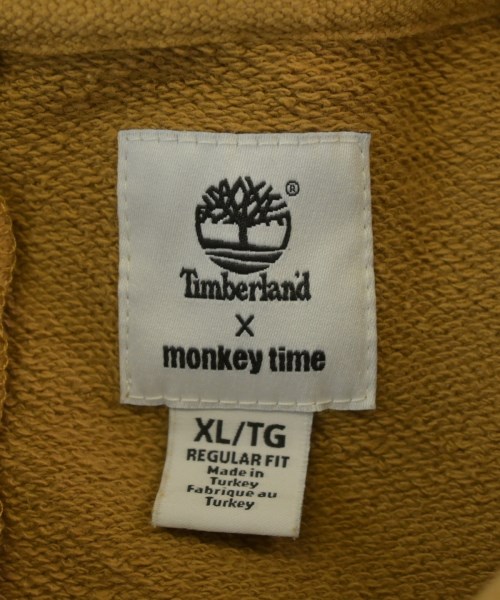 ®
Timberland
X
monkey time
XL/TG
REGULAR FIT
Made in
Turkey
Fabrique au
Turkey